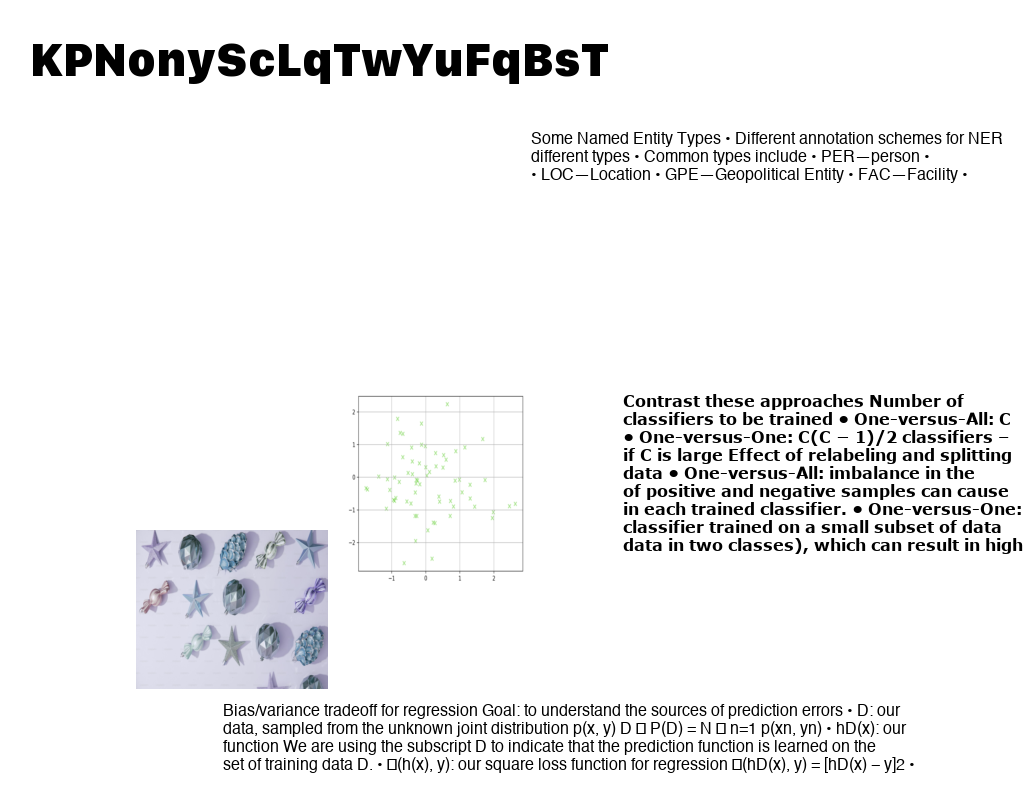 KPNonyScLqTwYuFqBsT
Some Named Entity Types • Different annotation schemes for NER
different types • Common types include • PER—person •
• LOC—Location • GPE—Geopolitical Entity • FAC—Facility •
Contrast these approaches Number of
classifiers to be trained • One-versus-All: C
• One-versus-One: C(C − 1)/2 classifiers −
if C is large Effect of relabeling and splitting
data • One-versus-All: imbalance in the
of positive and negative samples can cause
in each trained classifier. • One-versus-One:
classifier trained on a small subset of data
data in two classes), which can result in high
2
1
0
−1
−2
−1 0 1 2
Bias/variance tradeoff for regression Goal: to understand the sources of prediction errors • D: our
data, sampled from the unknown joint distribution p(x, y) D □ P(D) = N □ n=1 p(xn, yn) • hD(x): our
function We are using the subscript D to indicate that the prediction function is learned on the
set of training data D. • □(h(x), y): our square loss function for regression □(hD(x), y) = [hD(x) − y]2 •